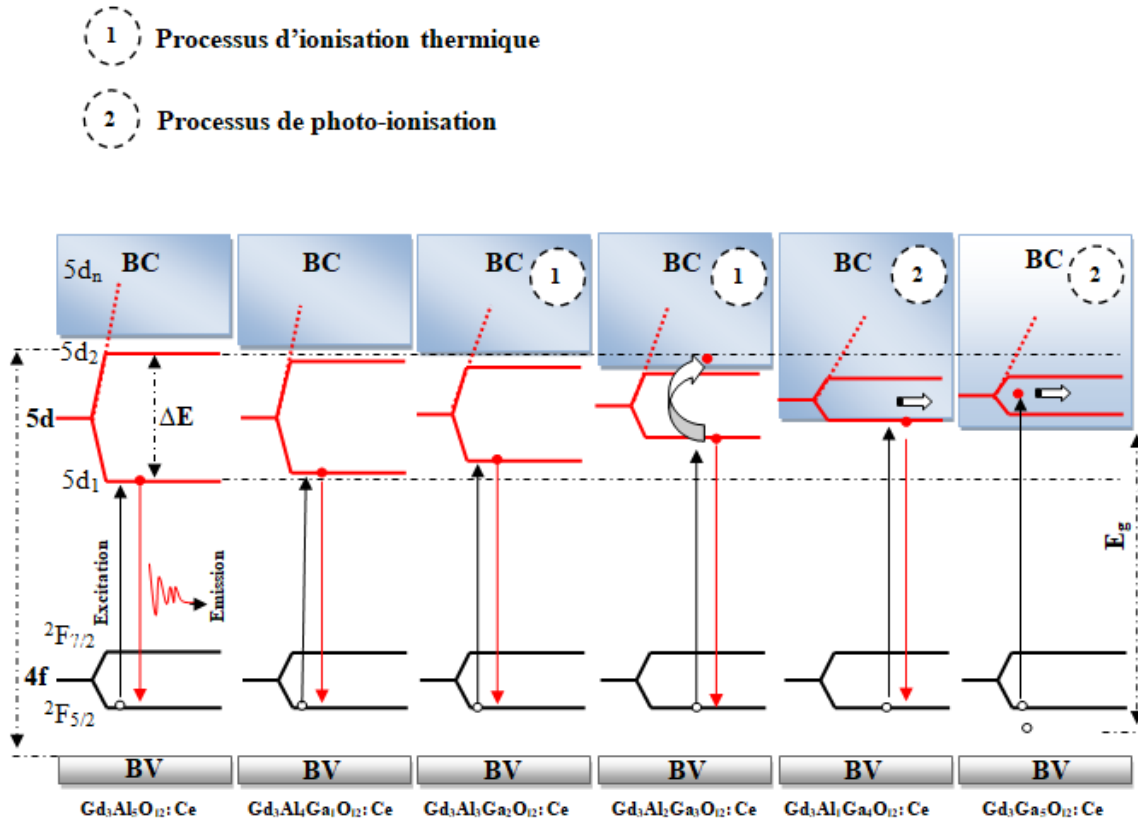 1 Processus d'ionisation thermique
2 Processus de photo-ionisation
5dₙ BC BC BC 1 BC 1 BC 2 BC 2
5d₂
5d ΔE
5d₁
Excitation
Emission
E_g
²F₇/₂
4f
²F₅/₂
BV BV BV BV BV BV
Gd₃Al₅O₁₂: Ce Gd₃Al₄Ga₁O₁₂: Ce Gd₃Al₃Ga₂O₁₂: Ce Gd₃Al₂Ga₃O₁₂: Ce Gd₃Al₁Ga₄O₁₂: Ce Gd₃Ga₅O₁₂: Ce